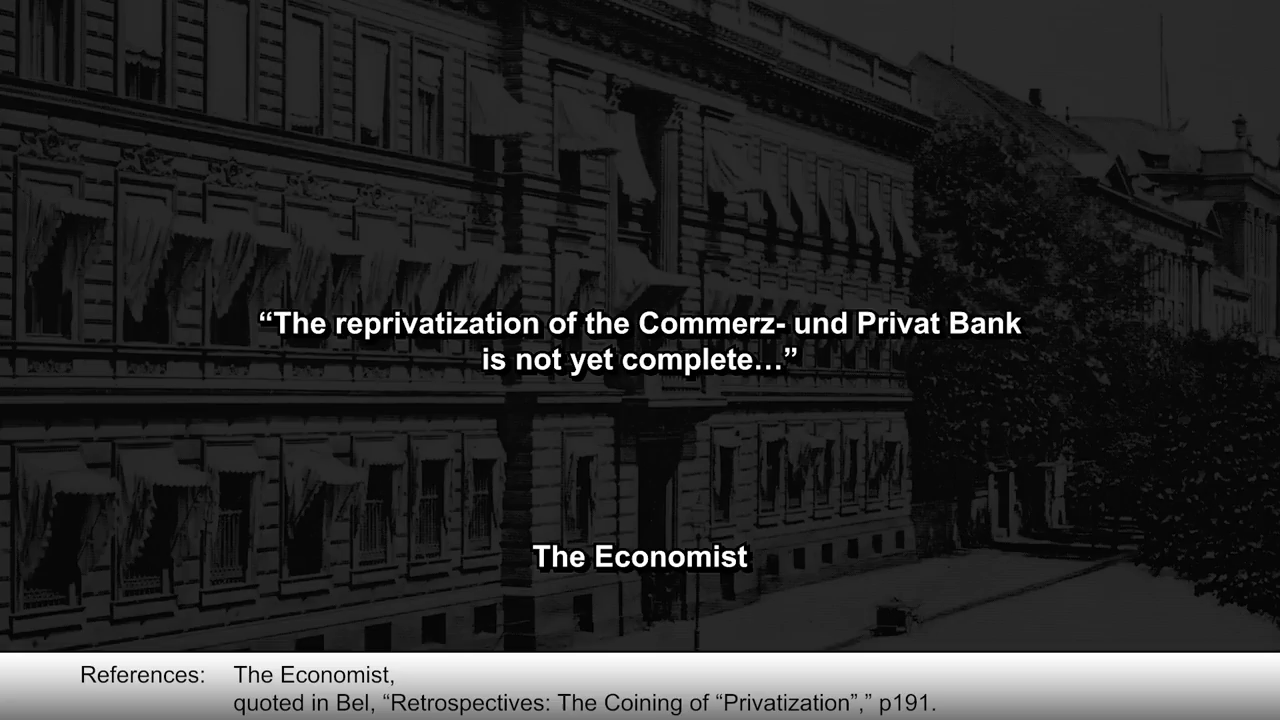 “The reprivatization of the Commerz- und Privat Bank
is not yet complete…”
The Economist
References: The Economist,
quoted in Bel, “Retrospectives: The Coining of “Privatization”,” p191.